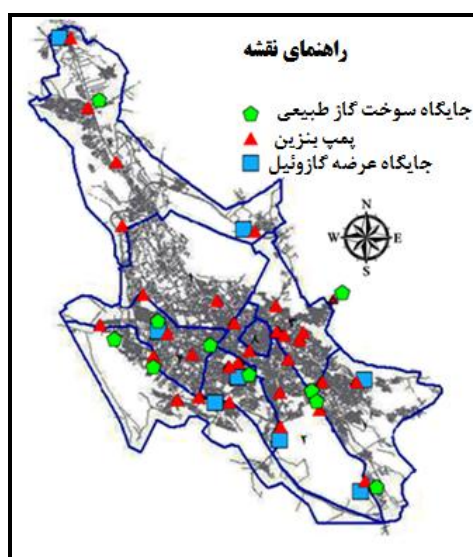 راهنمای نقشه
جایگاه سوخت گاز طبیعی
پمپ بنزین
جایگاه عرضه گازوئیل
N
W E
S